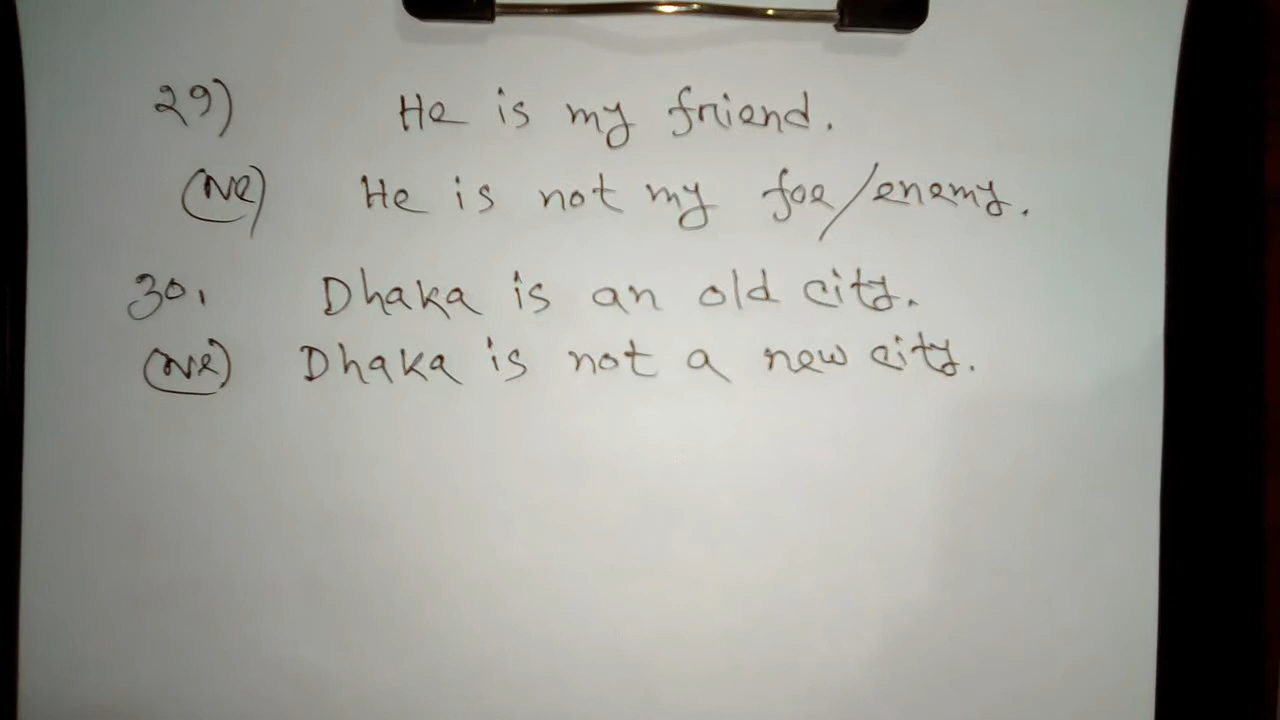 29) He is my friend.
(Ne) He is not my foe/enemy.
30. Dhaka is an old city.
(Ne) Dhaka is not a new city.